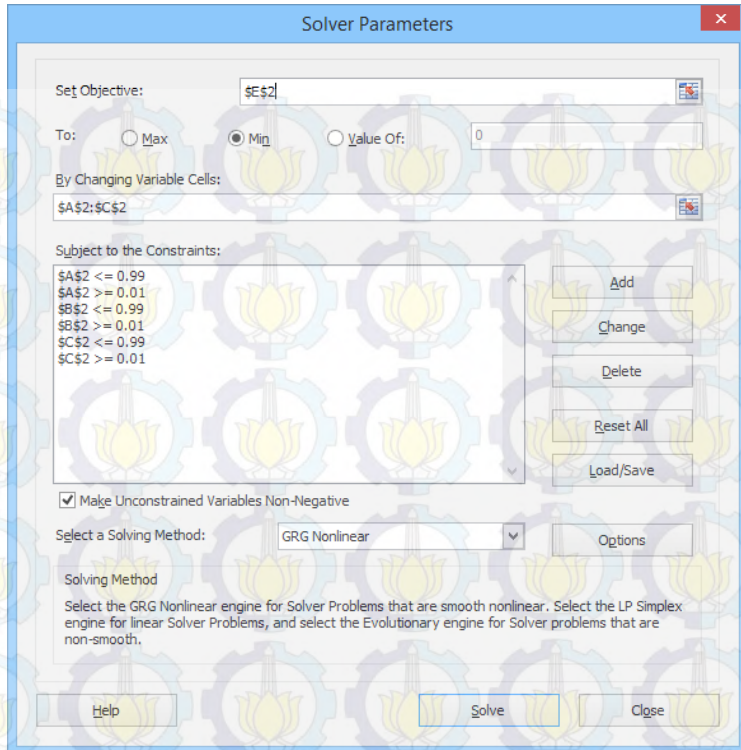 Solver Parameters
Set Objective: $E$2
To: Max Min Value Of: 0
By Changing Variable Cells:
$A$2:$C$2
Subject to the Constraints:
$A$2 <= 0.99
$A$2 >= 0.01
$B$2 <= 0.99
$B$2 >= 0.01
$C$2 <= 0.99
$C$2 >= 0.01
Add
Change
Delete
Reset All
Load/Save
Make Unconstrained Variables Non-Negative
Select a Solving Method: GRG Nonlinear Options
Solving Method
Select the GRG Nonlinear engine for Solver Problems that are smooth nonlinear. Select the LP Simplex
engine for linear Solver Problems, and select the Evolutionary engine for Solver problems that are
non-smooth.
Help Solve Close